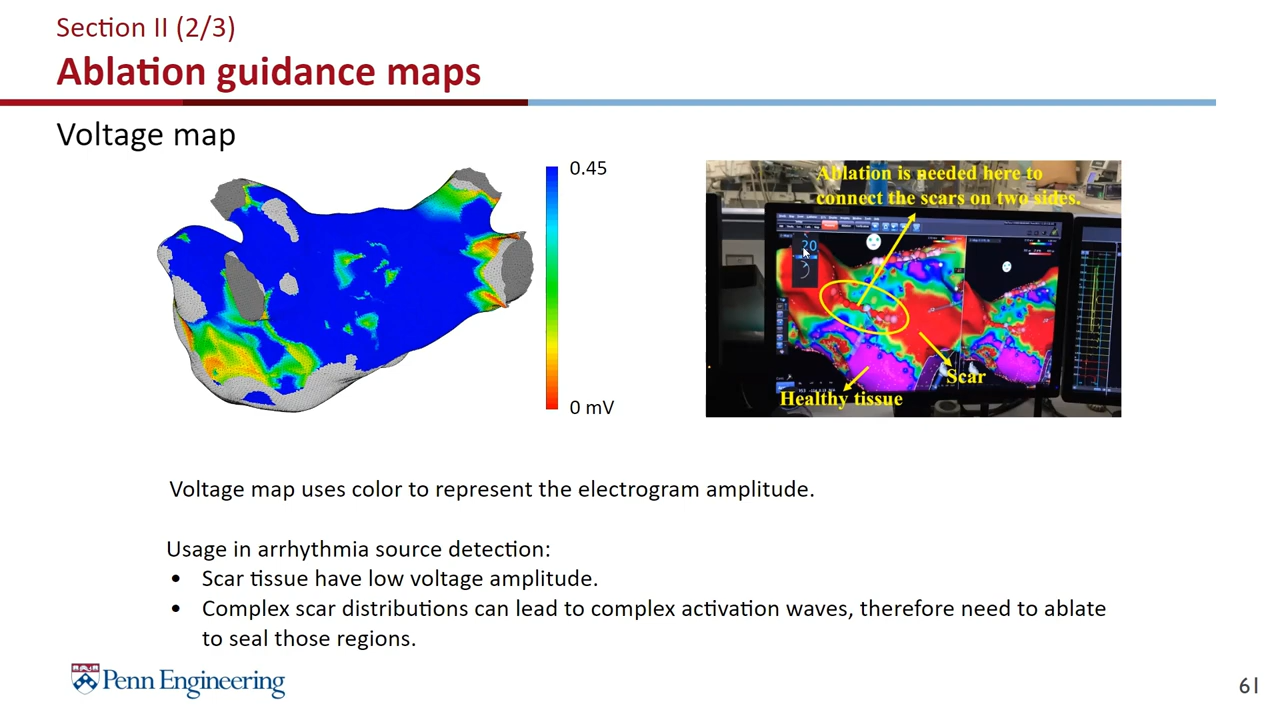 Section II (2/3)
Ablation guidance maps
Voltage map
0.45
0 mV
Ablation is needed here to
connect the scars on two sides.
20
Scar
Healthy tissue
Voltage map uses color to represent the electrogram amplitude.
Usage in arrhythmia source detection:
• Scar tissue have low voltage amplitude.
• Complex scar distributions can lead to complex activation waves, therefore need to ablate
to seal those regions.
Penn Engineering
61